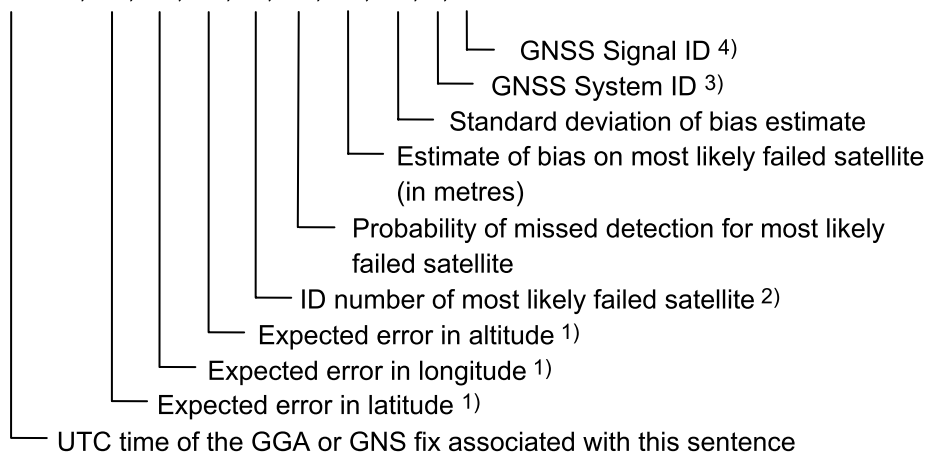 GNSS Signal ID 4)
GNSS System ID 3)
Standard deviation of bias estimate
Estimate of bias on most likely failed satellite
(in metres)
Probability of missed detection for most likely
failed satellite
ID number of most likely failed satellite 2)
Expected error in altitude 1)
Expected error in longitude 1)
Expected error in latitude 1)
UTC time of the GGA or GNS fix associated with this sentence